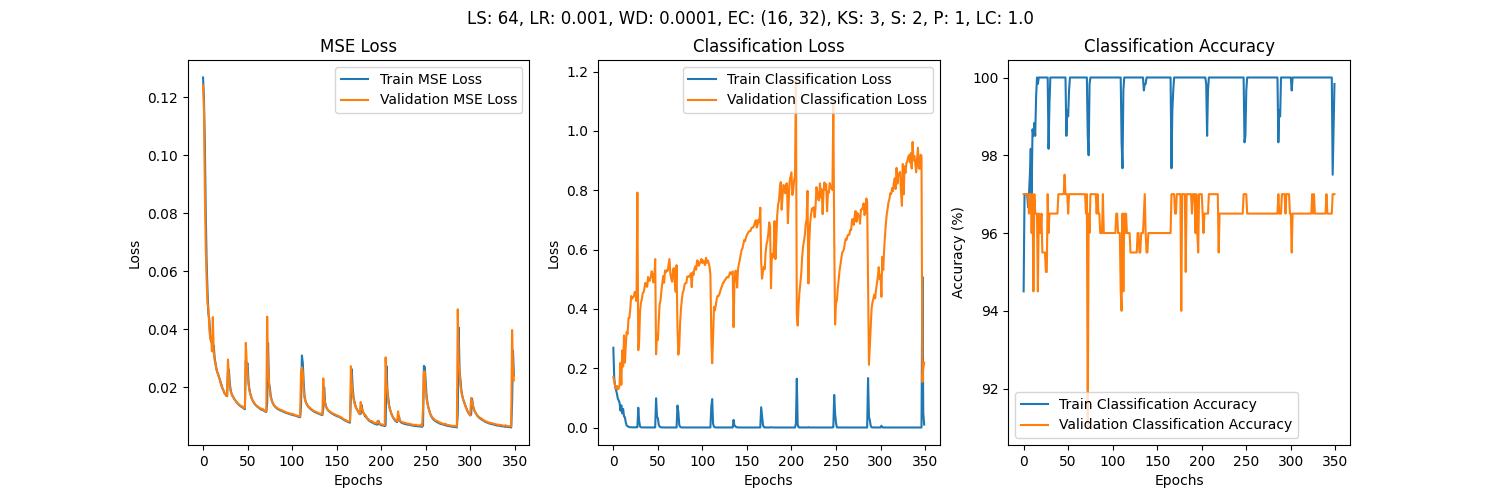 LS: 64, LR: 0.001, WD: 0.0001, EC: (16, 32), KS: 3, S: 2, P: 1, LC: 1.0
MSE Loss
Train MSE Loss
Validation MSE Loss
Loss
0.12
0.10
0.08
0.06
0.04
0.02
0
50
100
150
200
250
300
350
Epochs
Classification Loss
Train Classification Loss
Validation Classification Loss
Loss
1.2
1.0
0.8
0.6
0.4
0.2
0.0
0
50
100
150
200
250
300
350
Epochs
Classification Accuracy
Accuracy (%)
100
98
96
94
92
Train Classification Accuracy
Validation Classification Accuracy
0
50
100
150
200
250
300
350
Epochs